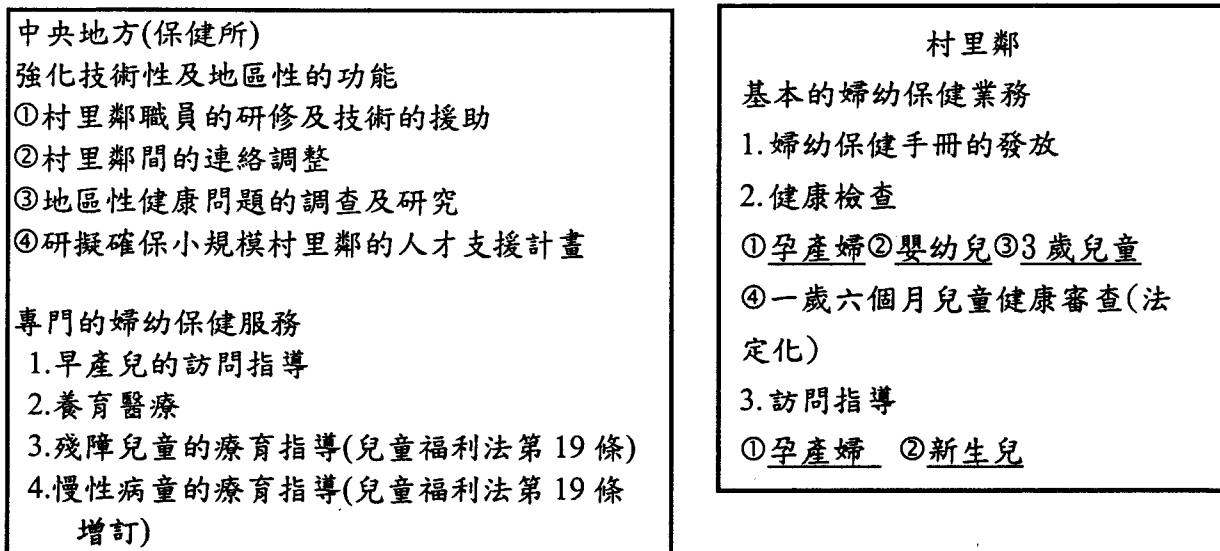 中央地方(保健所)
強化技術性及地區性的功能
①村里鄰職員的研修及技術的援助
②村里鄰間的連絡調整
③地區性健康問題的調查及研究
④研擬確保小規模村里鄰的人才支援計畫
專門的婦幼保健服務
1.早產兒的訪問指導
2.養育醫療
3.殘障兒童的療育指導(兒童福利法第 19 條)
4.慢性病童的療育指導(兒童福利法第 19 條
增訂)
村里鄰
基本的婦幼保健業務
1.婦幼保健手冊的發放
2.健康檢查
①孕產婦②嬰幼兒③3 歲兒童
④一歲六個月兒童健康審查(法
定化)
3.訪問指導
①孕產婦 ②新生兒